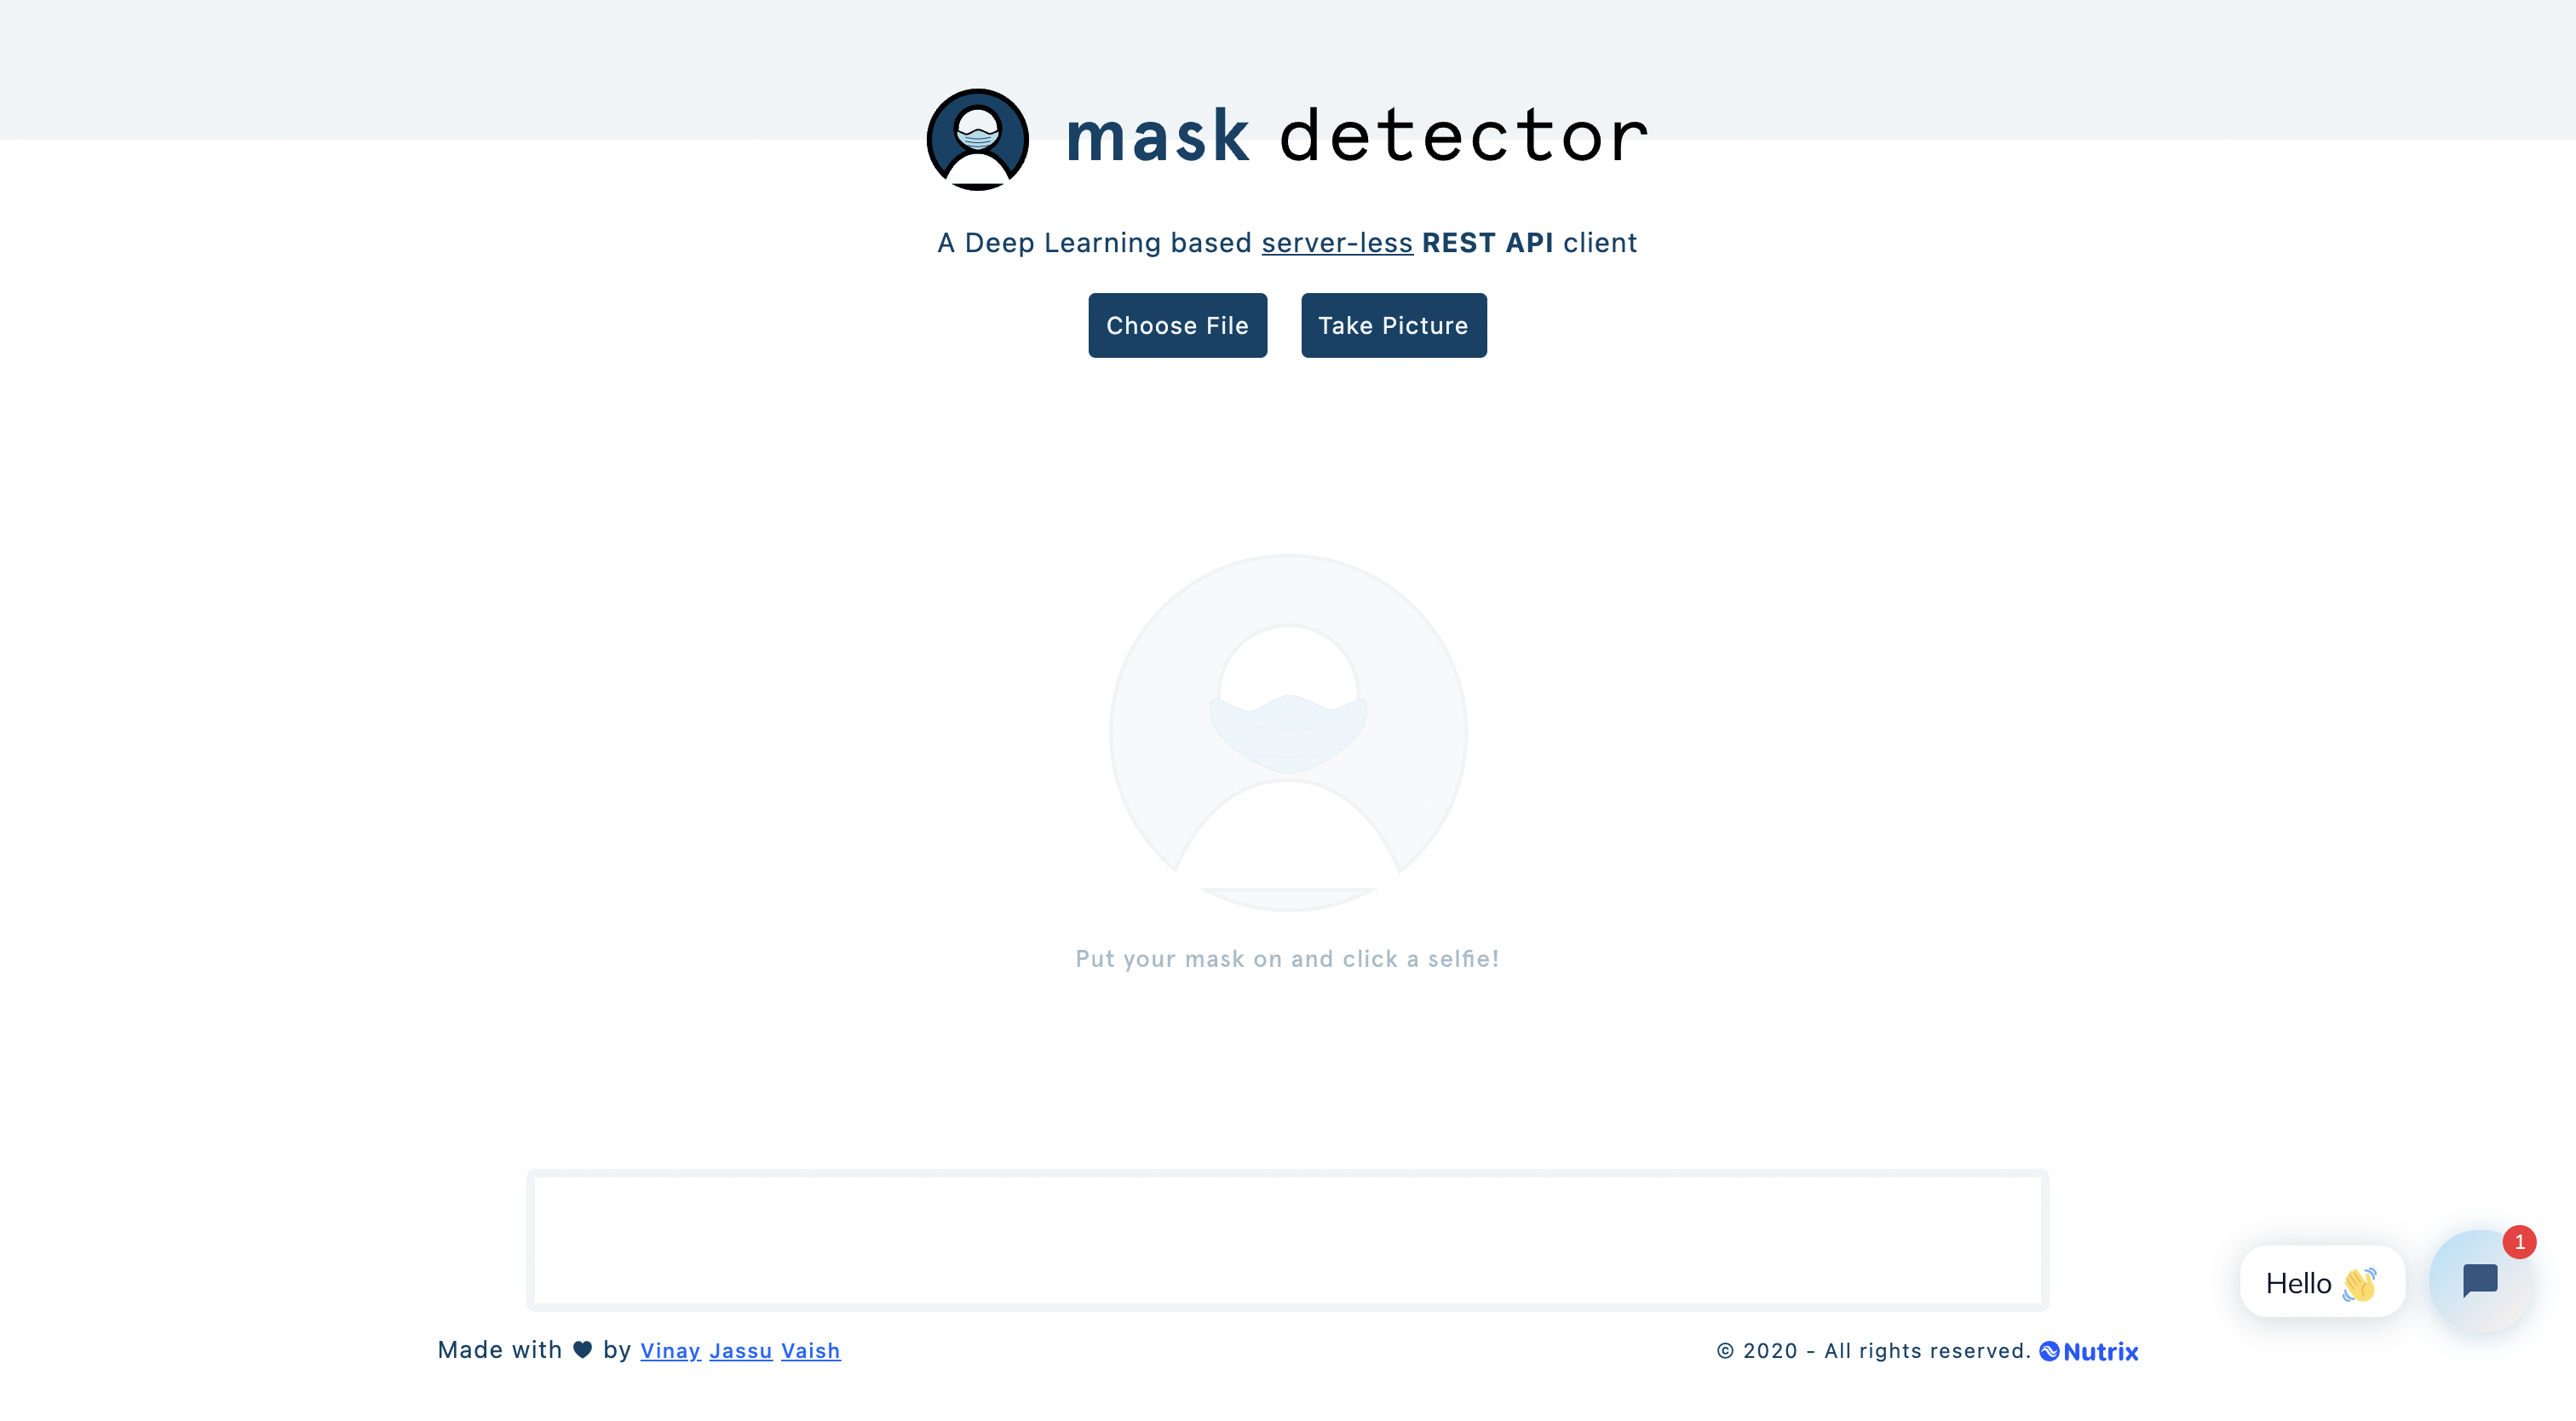 mask detector
A Deep Learning based server-less REST API client
Choose File
Take Picture
Put your mask on and click a selfie!
1
Hello 👋
Made with ♥ by Vinay Jassu Vaish
© 2020 - All rights reserved. Nutrix